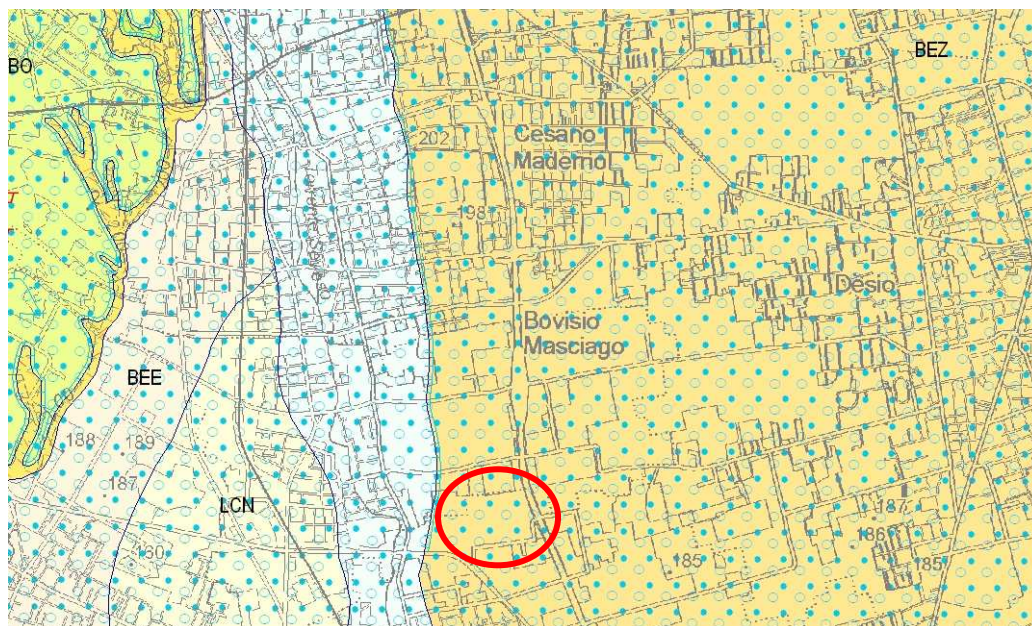 BO
BEZ
Cesano
Maderno
202
198
Desio
Bovisio
Masciago
BEE
188
189
187
LCN
187
186
185
185